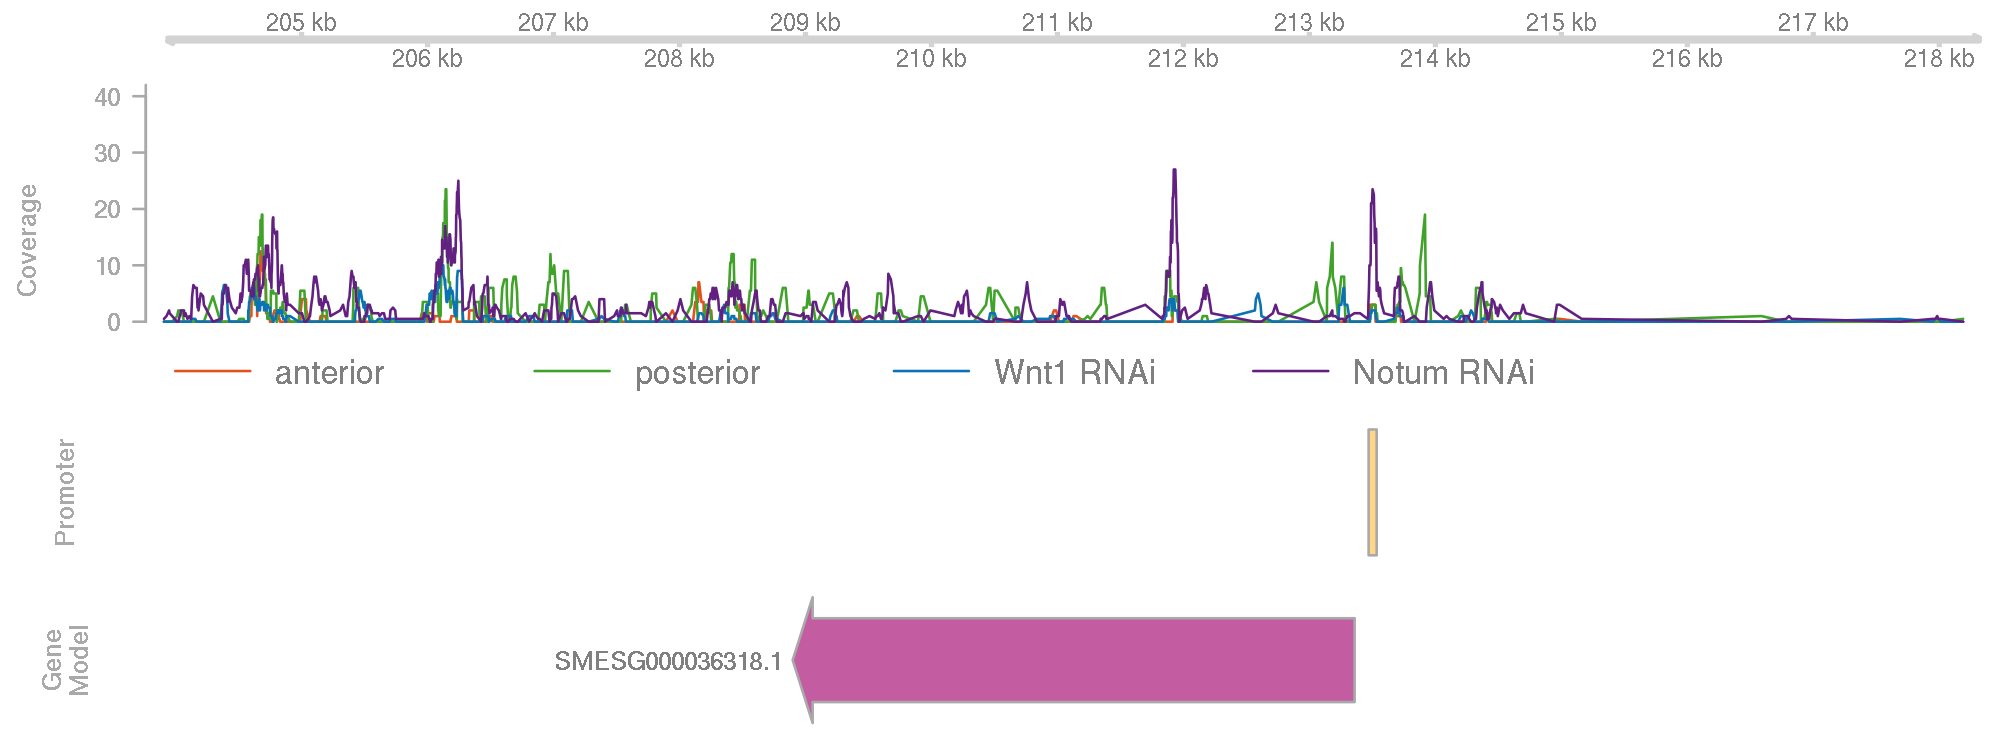 205 kb 207 kb 209 kb 211 kb 213 kb 215 kb 217 kb
206 kb 208 kb 210 kb 212 kb 214 kb 216 kb 218 kb
40
30
20
10
0
Coverage
anterior posterior Wnt1 RNAi Notum RNAi
Promoter
Gene
Model
SMESG000036318.1